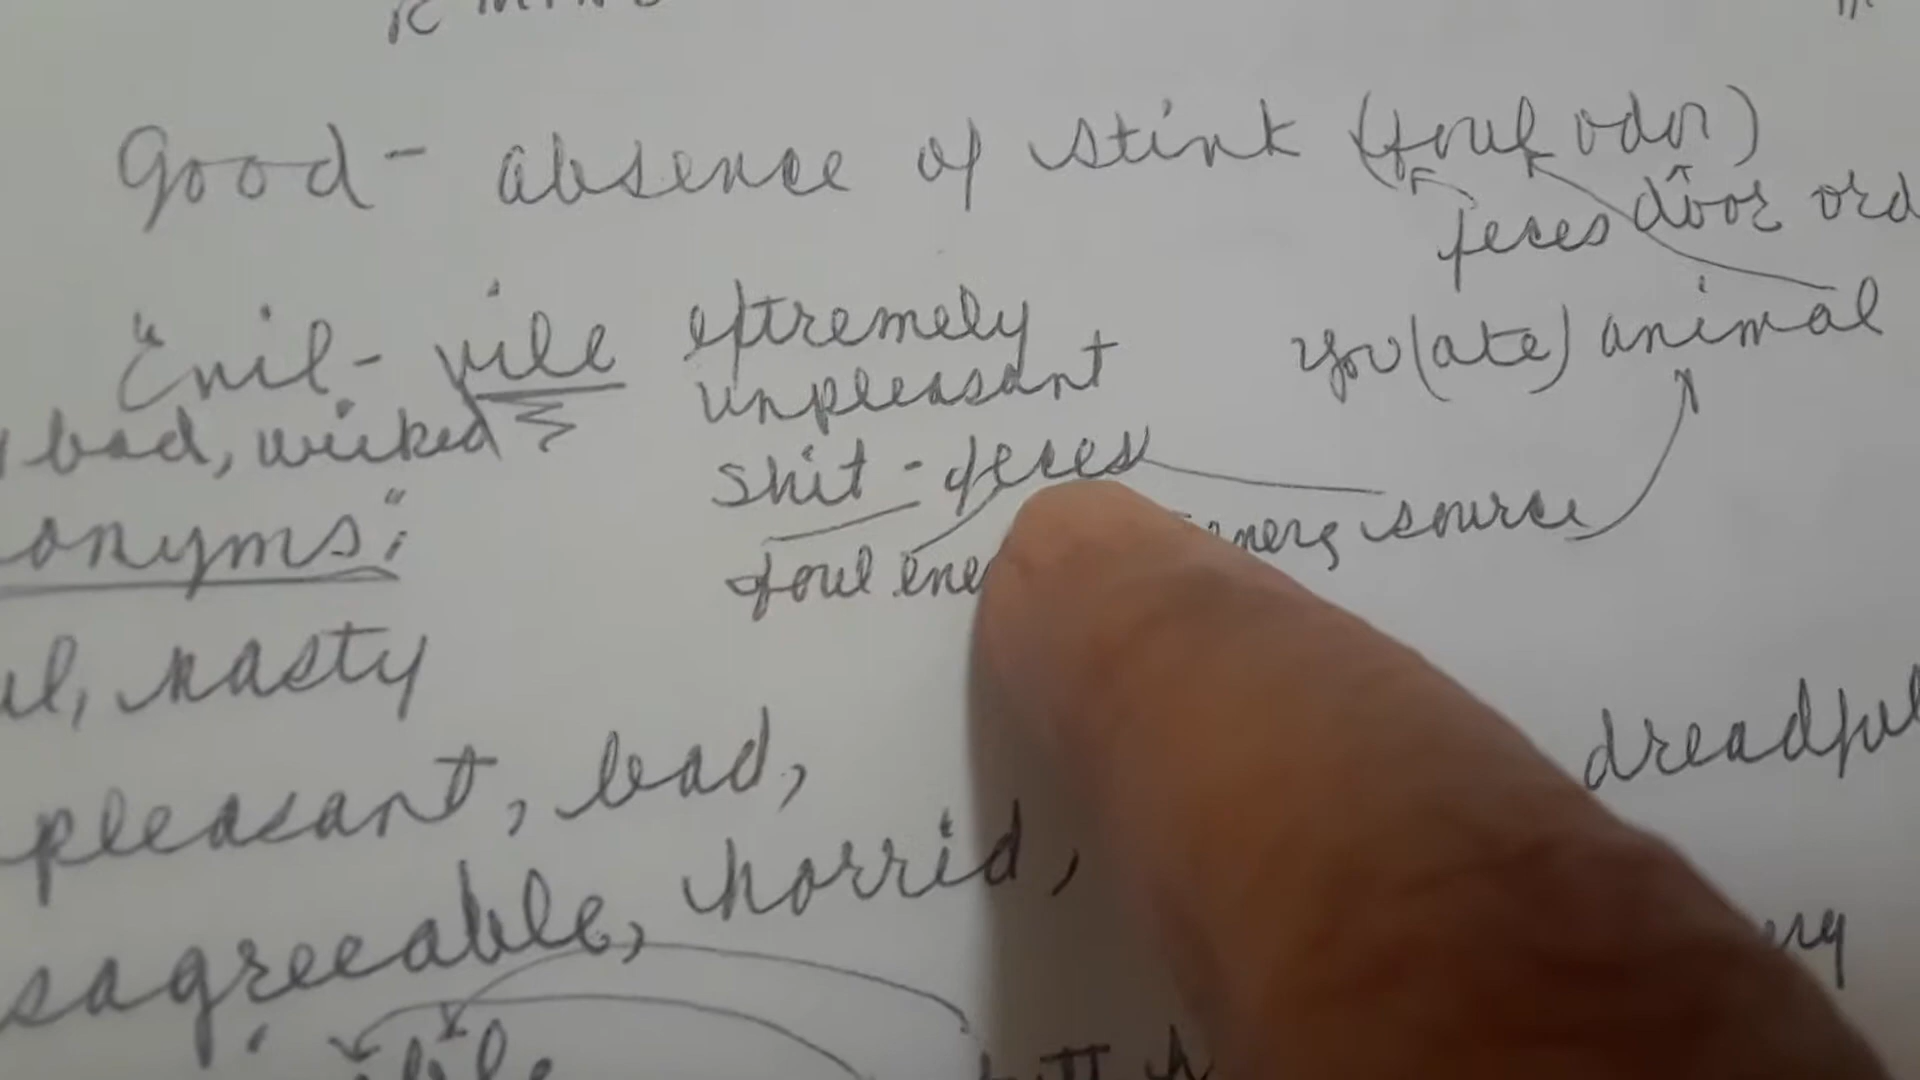 Good - absence of stink (foul odor)
feces door ord
Evil - vile extremely
unpleasant
you (ate) animal
bad, wicked
shit - feces
source
onyms:
foul ene
nasty
dreadful
pleasant, bad,
sagreeable, horrid,